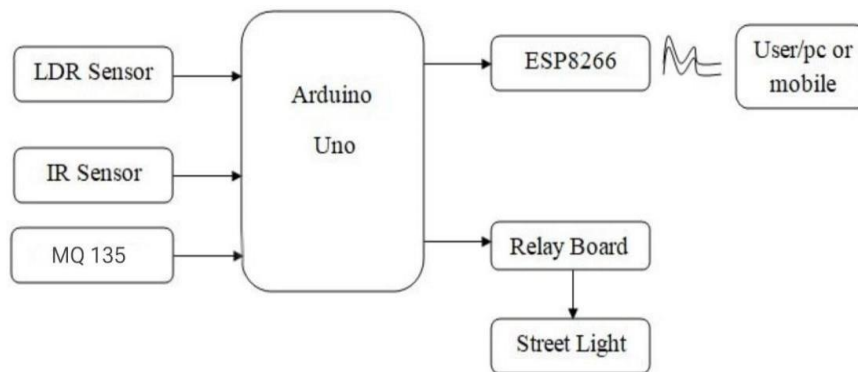 LDR Sensor
IR Sensor
MQ 135
Arduino
Uno
ESP8266
User/pc or
mobile
Relay Board
Street Light